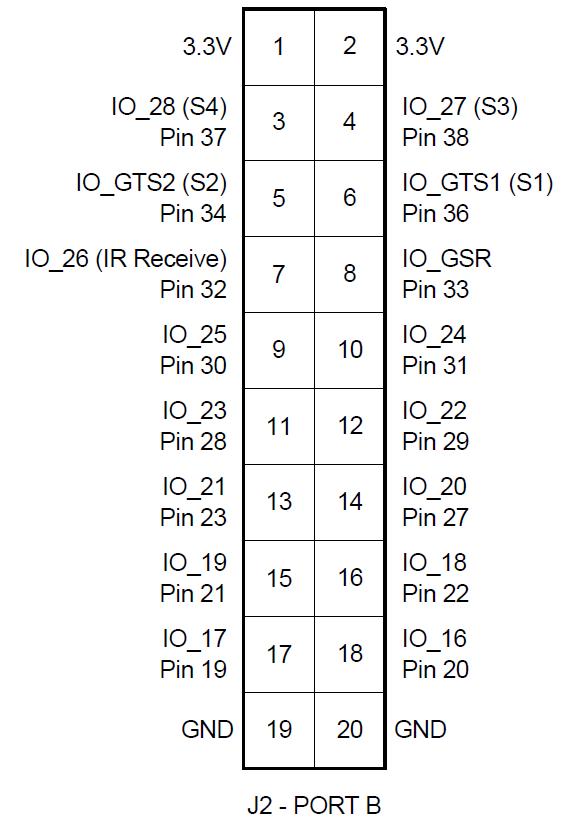 3.3V 1 2 3.3V
IO_28 (S4) 3 4 IO_27 (S3)
Pin 37 Pin 38
IO_GTS2 (S2) 5 6 IO_GTS1 (S1)
Pin 34 Pin 36
IO_26 (IR Receive) 7 8 IO_GSR
Pin 32 Pin 33
IO_25 9 10 IO_24
Pin 30 Pin 31
IO_23 11 12 IO_22
Pin 28 Pin 29
IO_21 13 14 IO_20
Pin 23 Pin 27
IO_19 15 16 IO_18
Pin 21 Pin 22
IO_17 17 18 IO_16
Pin 19 Pin 20
GND 19 20 GND
J2 - PORT B